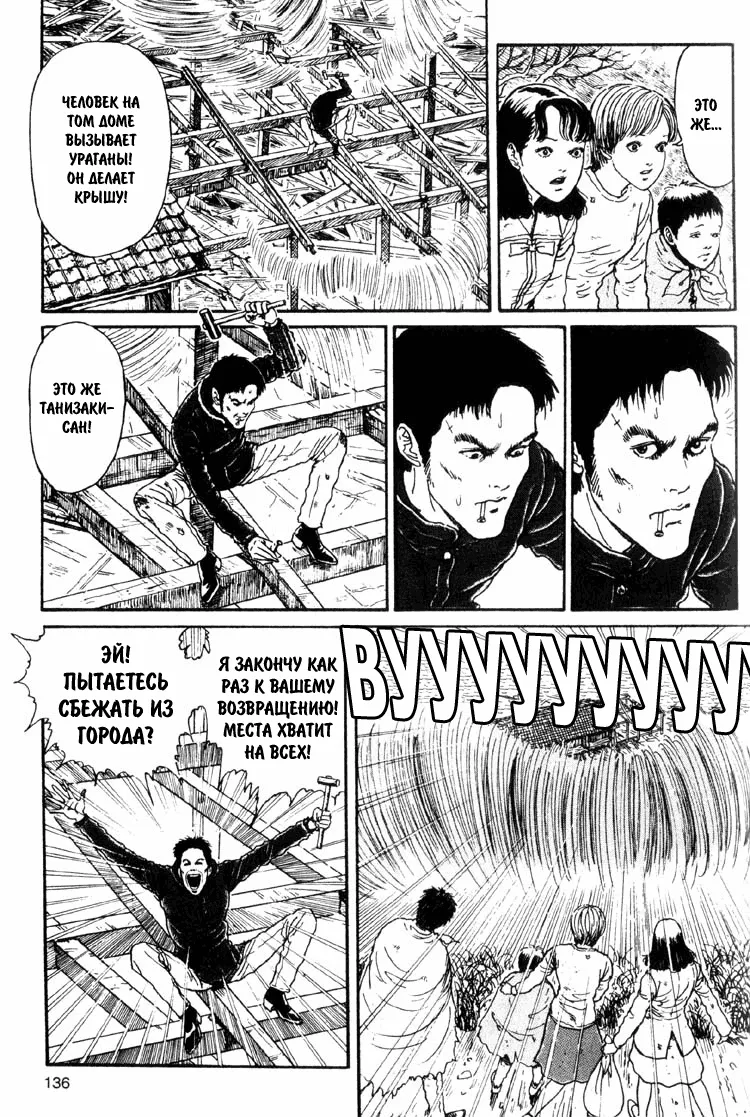 ЧЕЛОВЕК НА
ТОМ ДОМЕ
ВЫЗЫВАЕТ
УРАГАНЫ!
ОН ДЕЛАЕТ
КРЫШУ!
ЭТО
ЖЕ...
ЭТО ЖЕ
ТАНИЗАКИ-
САН!
ЭЙ!
ПЫТАЕТЕСЬ
СБЕЖАТЬ ИЗ
ГОРОДА?
Я ЗАКОНЧУ КАК
РАЗ К ВАШЕМУ
ВОЗВРАЩЕНИЮ!
МЕСТА ХВАТИТ
НА ВСЕХ!
ВУУУУУУУУУ
136